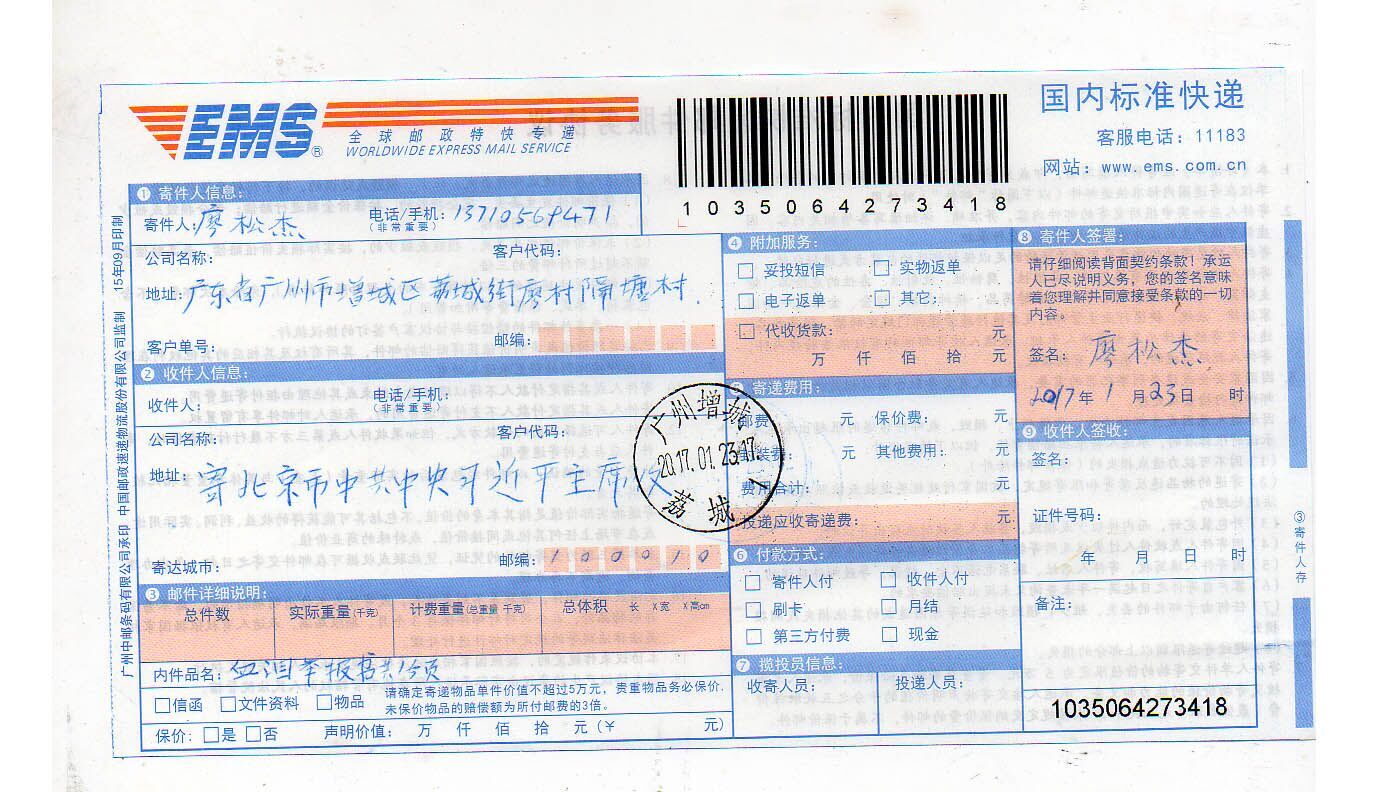 EMS®
全球邮政特快专递
WORLDWIDE EXPRESS MAIL SERVICE
1035064273418
国内标准快递
客服电话：11183
网站：www.ems.com.cn
❶ 寄件人信息：
寄件人：廖松杰 电话/手机：13710569471
（非常重要）
公司名称： 客户代码：
地址：广东省广州市增城区荔城街廖村隔塘村.
客户单号： 邮编：
❷ 收件人信息：
收件人： 电话/手机：
（非常重要）
公司名称： 客户代码：
地址：寄北京市中共中央习近平主席收
寄达城市： 邮编：100010
❸ 邮件详细说明：
总件数 实际重量(千克) 计费重量(总重量 千克) 总体积 长 X宽 X高cm
内件品名：血泪举报书共 页
信函 文件资料 物品
请确定寄递物品单件价值不超过5万元，贵重物品务必保价.
未保价物品的赔偿额为所付邮费的3倍。
保价： 是 否 声明价值： 万 仟 佰 拾 元（￥ 元）
❹ 附加服务：
妥投短信 实物返单
电子返单 其它：
代收货款： 元
万 仟 佰 拾 元
寄递费用：
邮费 元 保价费： 元
封装费： 元 其他费用： 元
费用合计： 元
投递应收寄递费： 元
广州增城
2017.01.23.17
荔城
❻ 付款方式：
寄件人付 收件人付
刷卡 月结
第三方付费 现金
❼ 揽投员信息：
收寄人员： 投递人员：
❽ 寄件人签署：
请仔细阅读背面契约条款！承运
人已尽说明义务，您的签名意味
着您理解并同意接受条款的一切
内容。
签名：廖松杰
2017年1月23日 时
❾ 收件人签收：
签名：
证件号码：
年 月 日 时
备注：
1035064273418
③寄件人存
广州中邮条码有限公司承印 中国邮政速递物流股份有限公司监制 15年09月印制